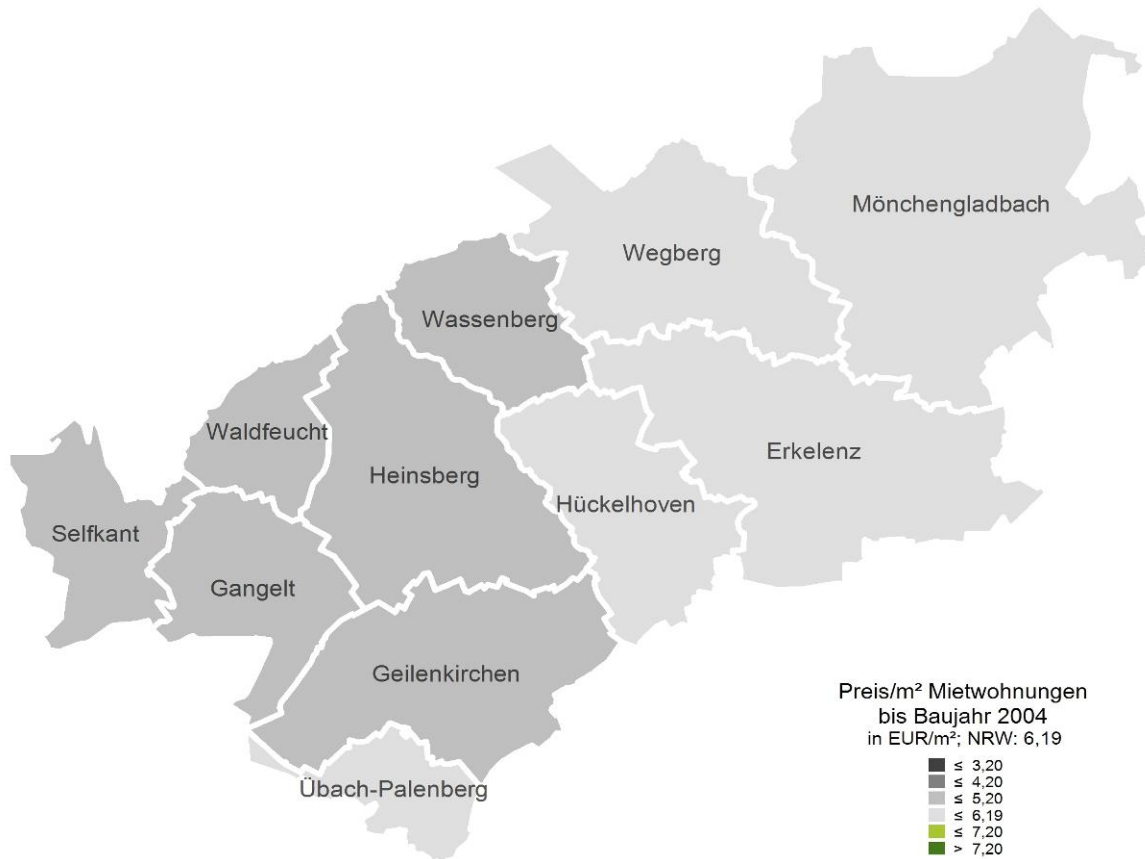 Mönchengladbach
Wegberg
Wassenberg
Waldfeucht
Heinsberg
Erkelenz
Hückelhoven
Selfkant
Gangelt
Geilenkirchen
Übach-Palenberg
Preis/m² Mietwohnungen
bis Baujahr 2004
in EUR/m²; NRW: 6,19
≤ 3,20
≤ 4,20
≤ 5,20
≤ 6,19
≤ 7,20
> 7,20